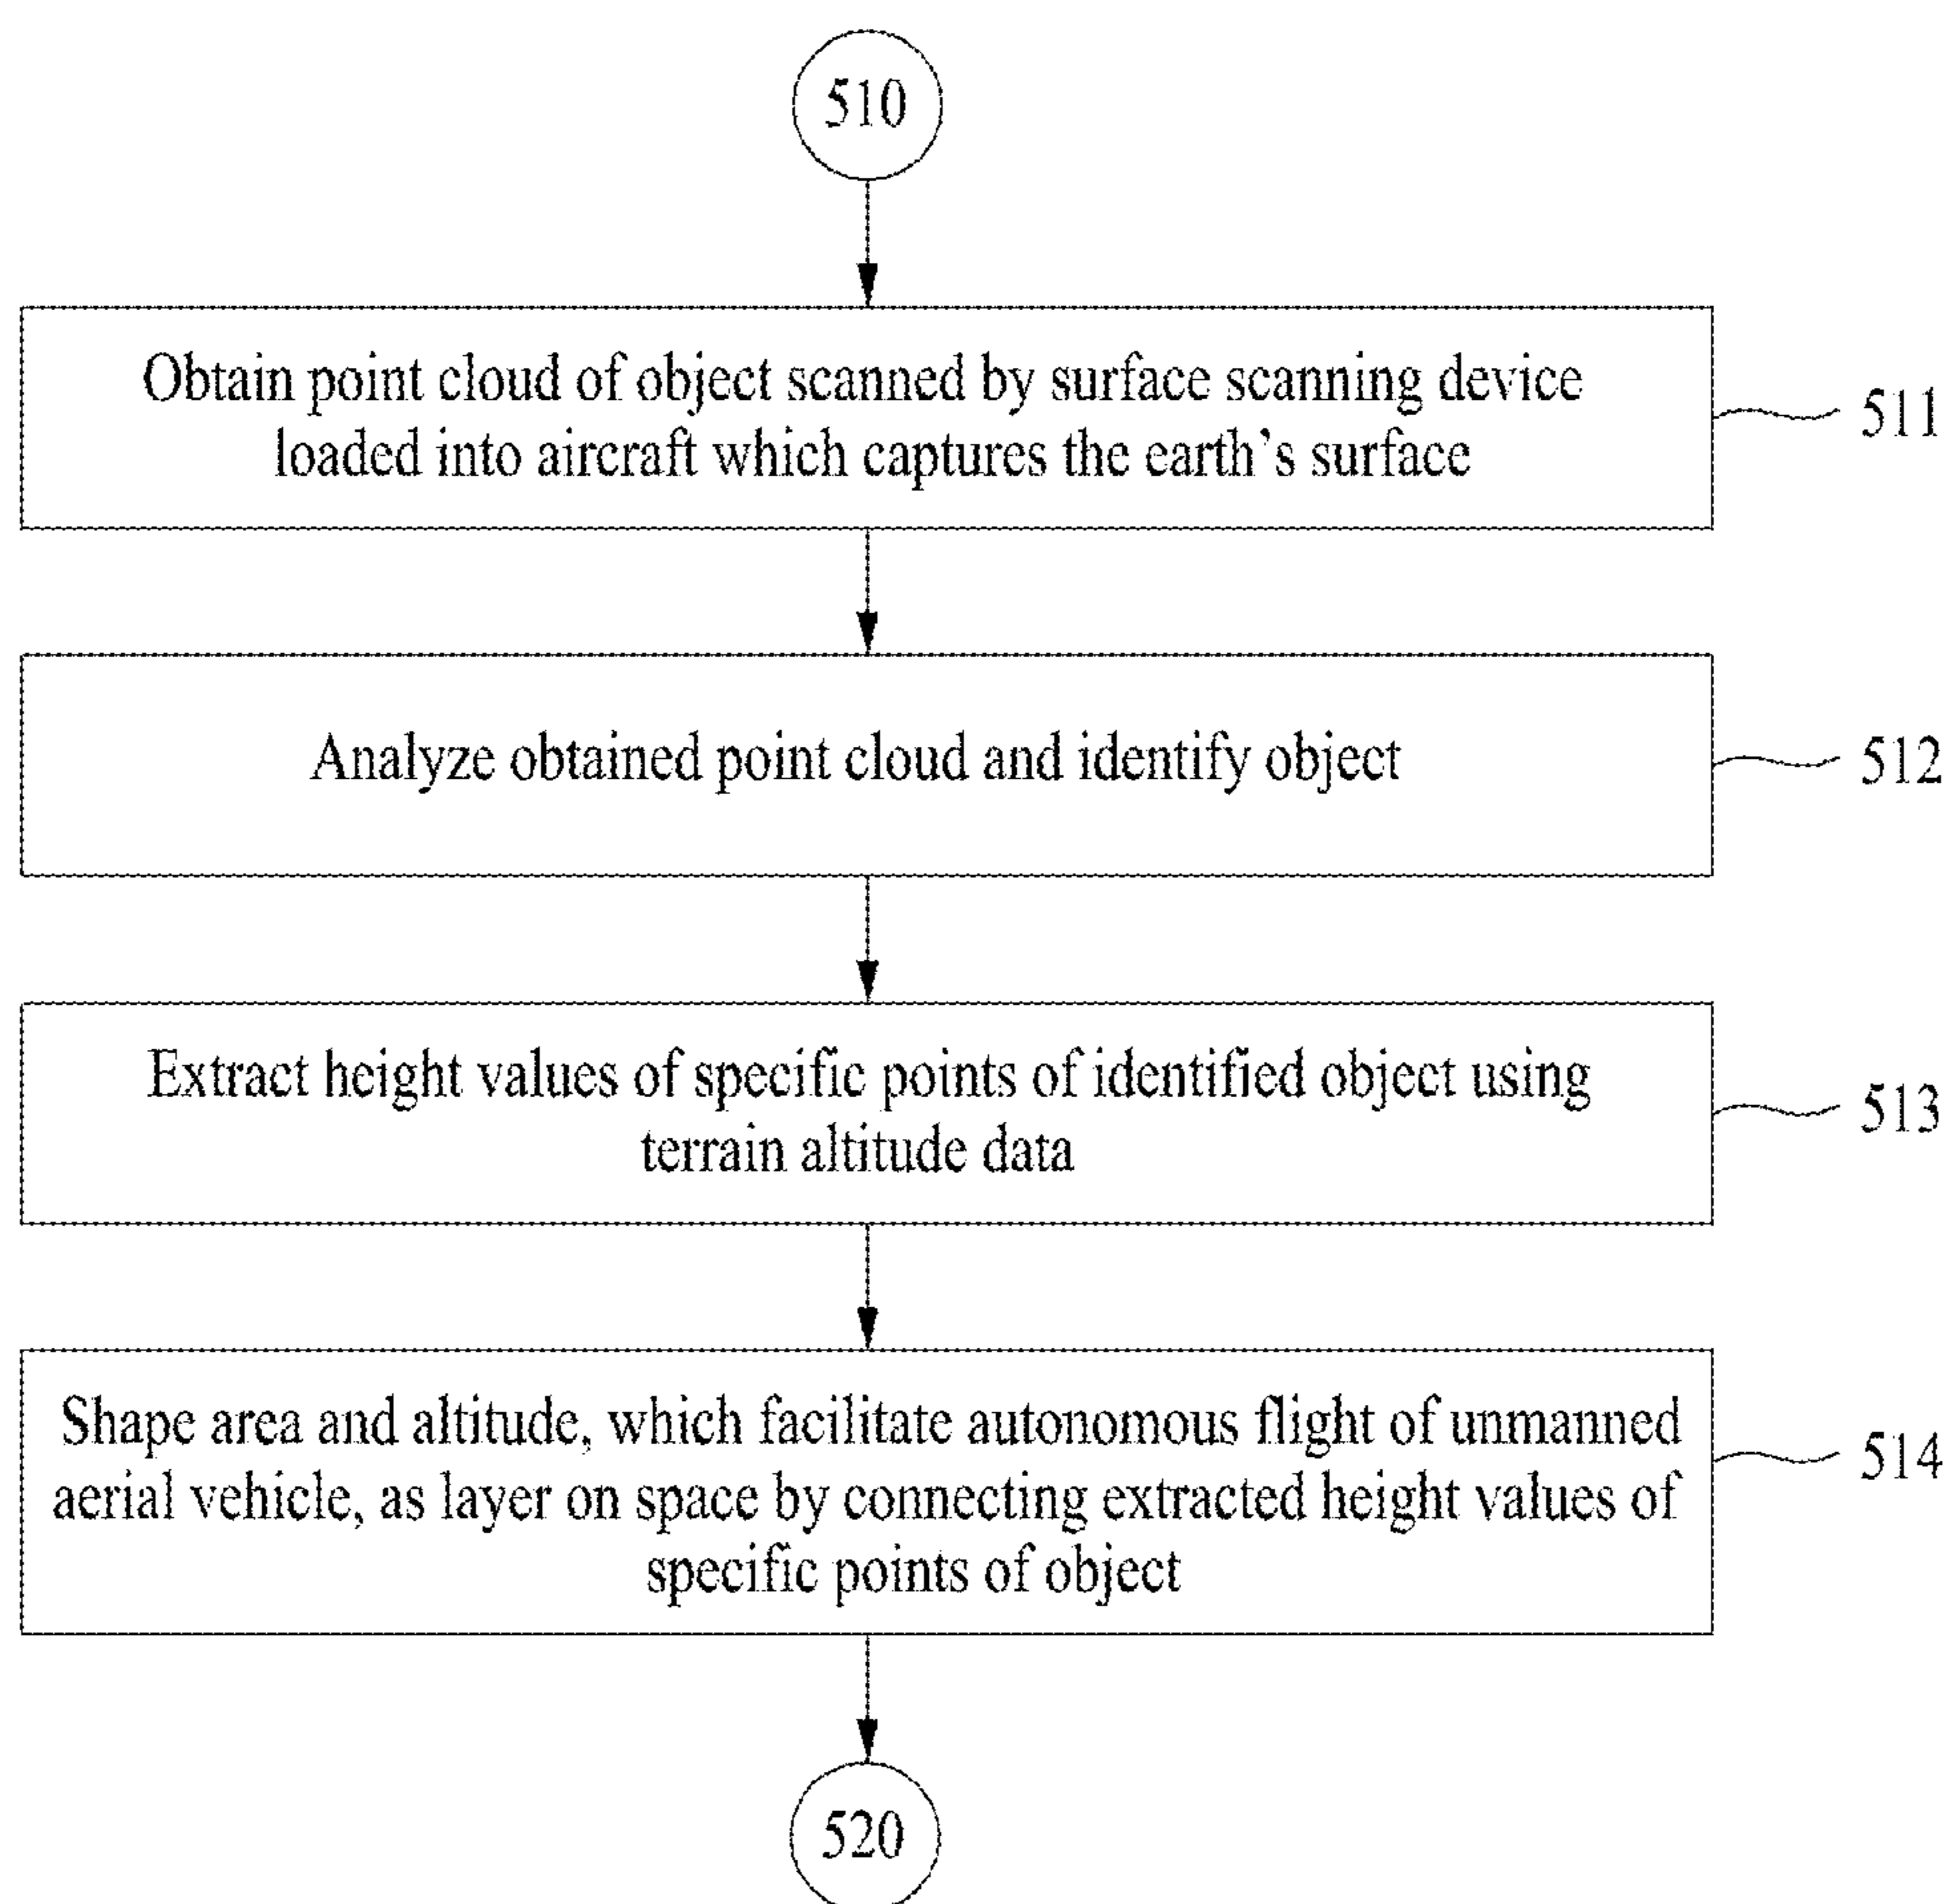 510
Obtain point cloud of object scanned by surface scanning device
loaded into aircraft which captures the earth’s surface
511
Analyze obtained point cloud and identify object
512
Extract height values of specific points of identified object using
terrain altitude data
513
Shape area and altitude, which facilitate autonomous flight of unmanned
aerial vehicle, as layer on space by connecting extracted height values of
specific points of object
514
520